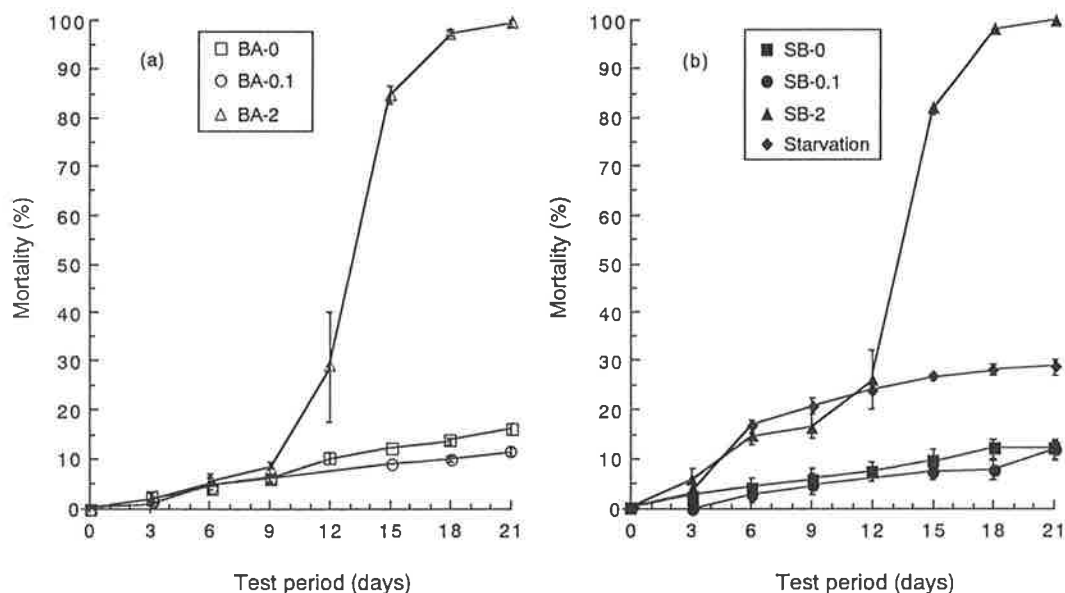 (a)
BA-0
BA-0.1
BA-2
Mortality (%)
100
90
80
70
60
50
40
30
20
10
0
0 3 6 9 12 15 18 21
Test period (days)
(b)
SB-0
SB-0.1
SB-2
Starvation
Mortality (%)
100
90
80
70
60
50
40
30
20
10
0
0 3 6 9 12 15 18 21
Test period (days)